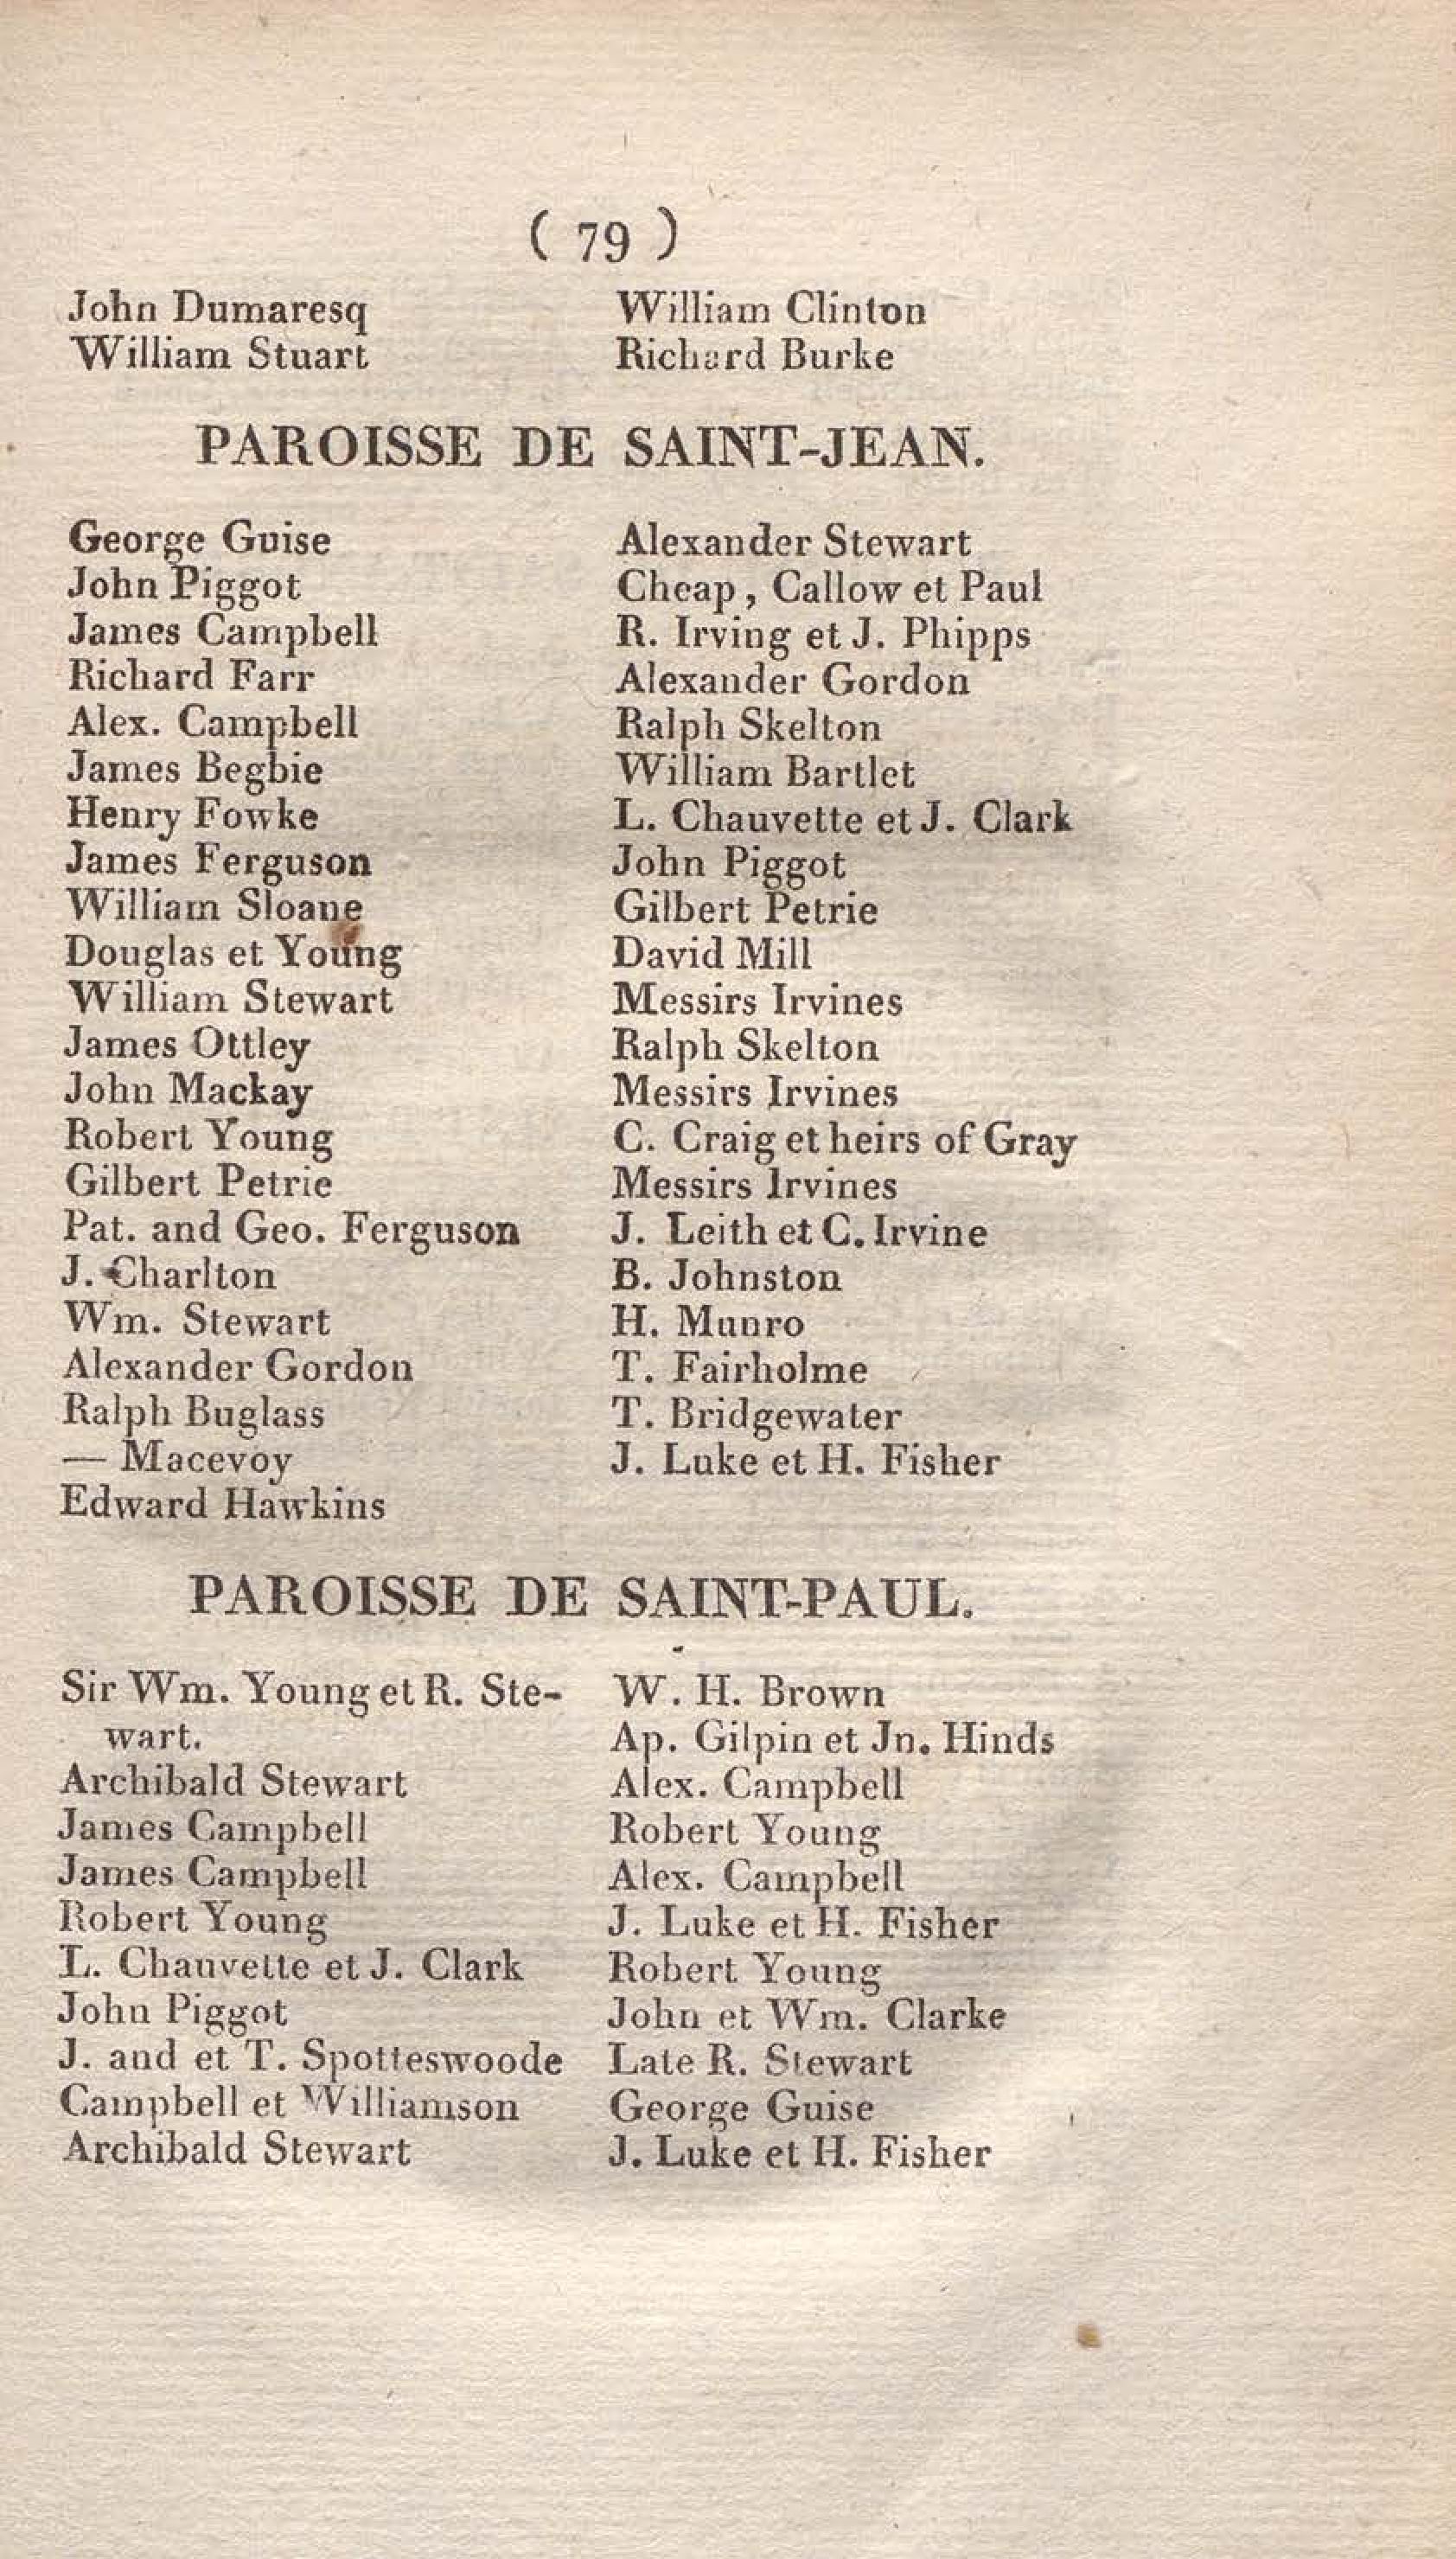 ( 79 )
John Dumaresq
William Stuart
William Clinton
Richard Burke
PAROISSE DE SAINT-JEAN.
George Guise
John Piggot
James Campbell
Richard Farr
Alex. Campbell
James Begbie
Henry Fowke
James Ferguson
William Sloane
Douglas et Young
William Stewart
James Ottley
John Mackay
Robert Young
Gilbert Petrie
Pat. and Geo. Ferguson
J. Charlton
Wm. Stewart
Alexander Gordon
Ralph Buglass
— Macevoy
Edward Hawkins
Alexander Stewart
Cheap, Callow et Paul
R. Irving et J. Phipps
Alexander Gordon
Ralph Skelton
William Bartlet
L. Chauvette et J. Clark
John Piggot
Gilbert Petrie
David Mill
Messirs Irvines
Ralph Skelton
Messirs Irvines
C. Craig et heirs of Gray
Messirs Irvines
J. Leith et C. Irvine
B. Johnston
H. Munro
T. Fairholme
T. Bridgewater
J. Luke et H. Fisher
PAROISSE DE SAINT-PAUL.
Sir Wm. Young et R. Ste-
wart.
Archibald Stewart
James Campbell
James Campbell
Robert Young
L. Chauvette et J. Clark
John Piggot
J. and et T. Spotteswoode
Campbell et Williamson
Archibald Stewart
W. H. Brown
Ap. Gilpin et Jn. Hinds
Alex. Campbell
Robert Young
Alex. Campbell
J. Luke et H. Fisher
Robert Young
John et Wm. Clarke
Late R. Stewart
George Guise
J. Luke et H. Fisher